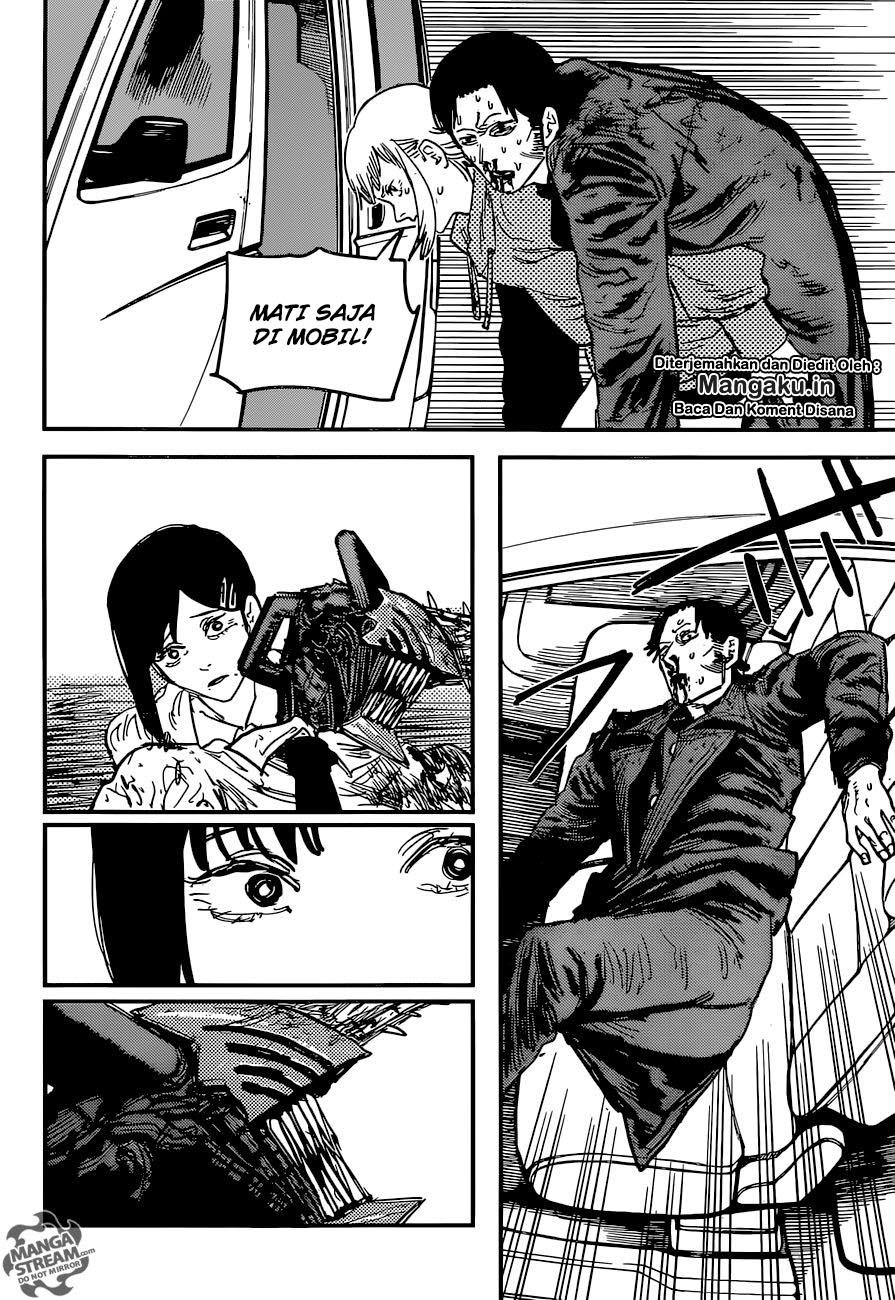 MATI SAJA
DI MOBIL!
Diterjemahkan dan Diedit Oleh :
Mangaku.in
Baca Dan Koment Disana
MANGA
STREAM.com
DO NOT MIRROR!